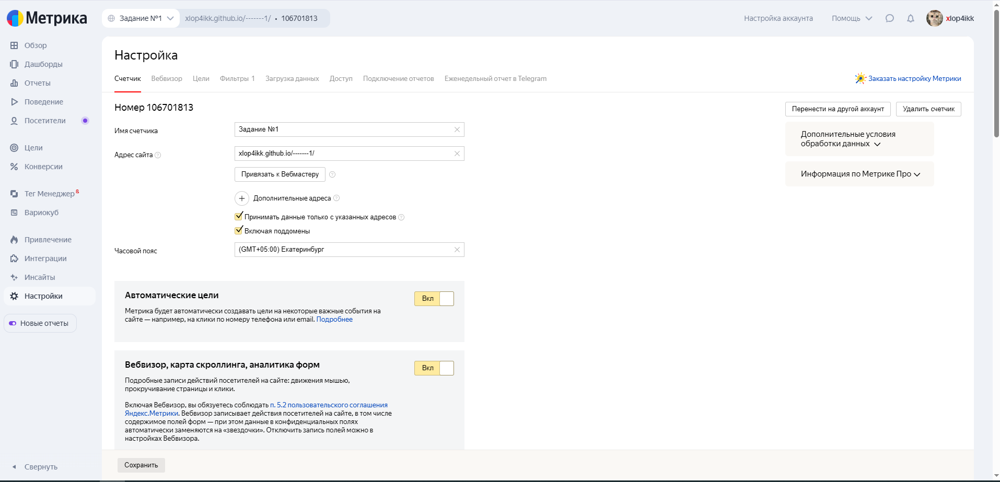 Метрика
Задание №1
xlop4ikk.github.io/-------1/ • 106701813
Настройка аккаунта
Помощь
xlop4ikk
Обзор
Дашборды
Отчеты
Поведение
Посетители
Цели
Конверсии
Тег Менеджер ß
Вариокуб
Привлечение
Интеграции
Инсайты
Настройки
Новые отчеты
Свернуть
Настройка
Счетчик
Вебвизор
Цели
Фильтры 1
Загрузка данных
Доступ
Подключение отчетов
Еженедельный отчет в Telegram
Заказать настройку Метрики
Номер 106701813
Перенести на другой аккаунт
Удалить счетчик
Имя счетчика
Задание №1
Адрес сайта ?
xlop4ikk.github.io/-------1/
Привязать к Вебмастеру ?
+ Дополнительные адреса ?
Принимать данные только с указанных адресов ?
Включая поддомены
Часовой пояс
(GMT+05:00) Екатеринбург
Дополнительные условия
обработки данных
Информация по Метрике Про
Автоматические цели
Вкл
Метрика будет автоматически создавать цели на некоторые важные события на
сайте — например, на клики по номеру телефона или email. Подробнее
Вебвизор, карта скроллинга, аналитика форм
Вкл
Подробные записи действий посетителей на сайте: движения мышью,
прокручивание страницы и клики.
Включая Вебвизор, вы обязуетесь соблюдать п. 5.2 пользовательского соглашения
Яндекс.Метрики. Вебвизор записывает действия посетителей на сайте, в том числе
содержимое полей форм — при этом данные в конфиденциальных полях
автоматически заменяются на «звездочки». Отключить запись полей можно в
настройках Вебвизора.
Сохранить